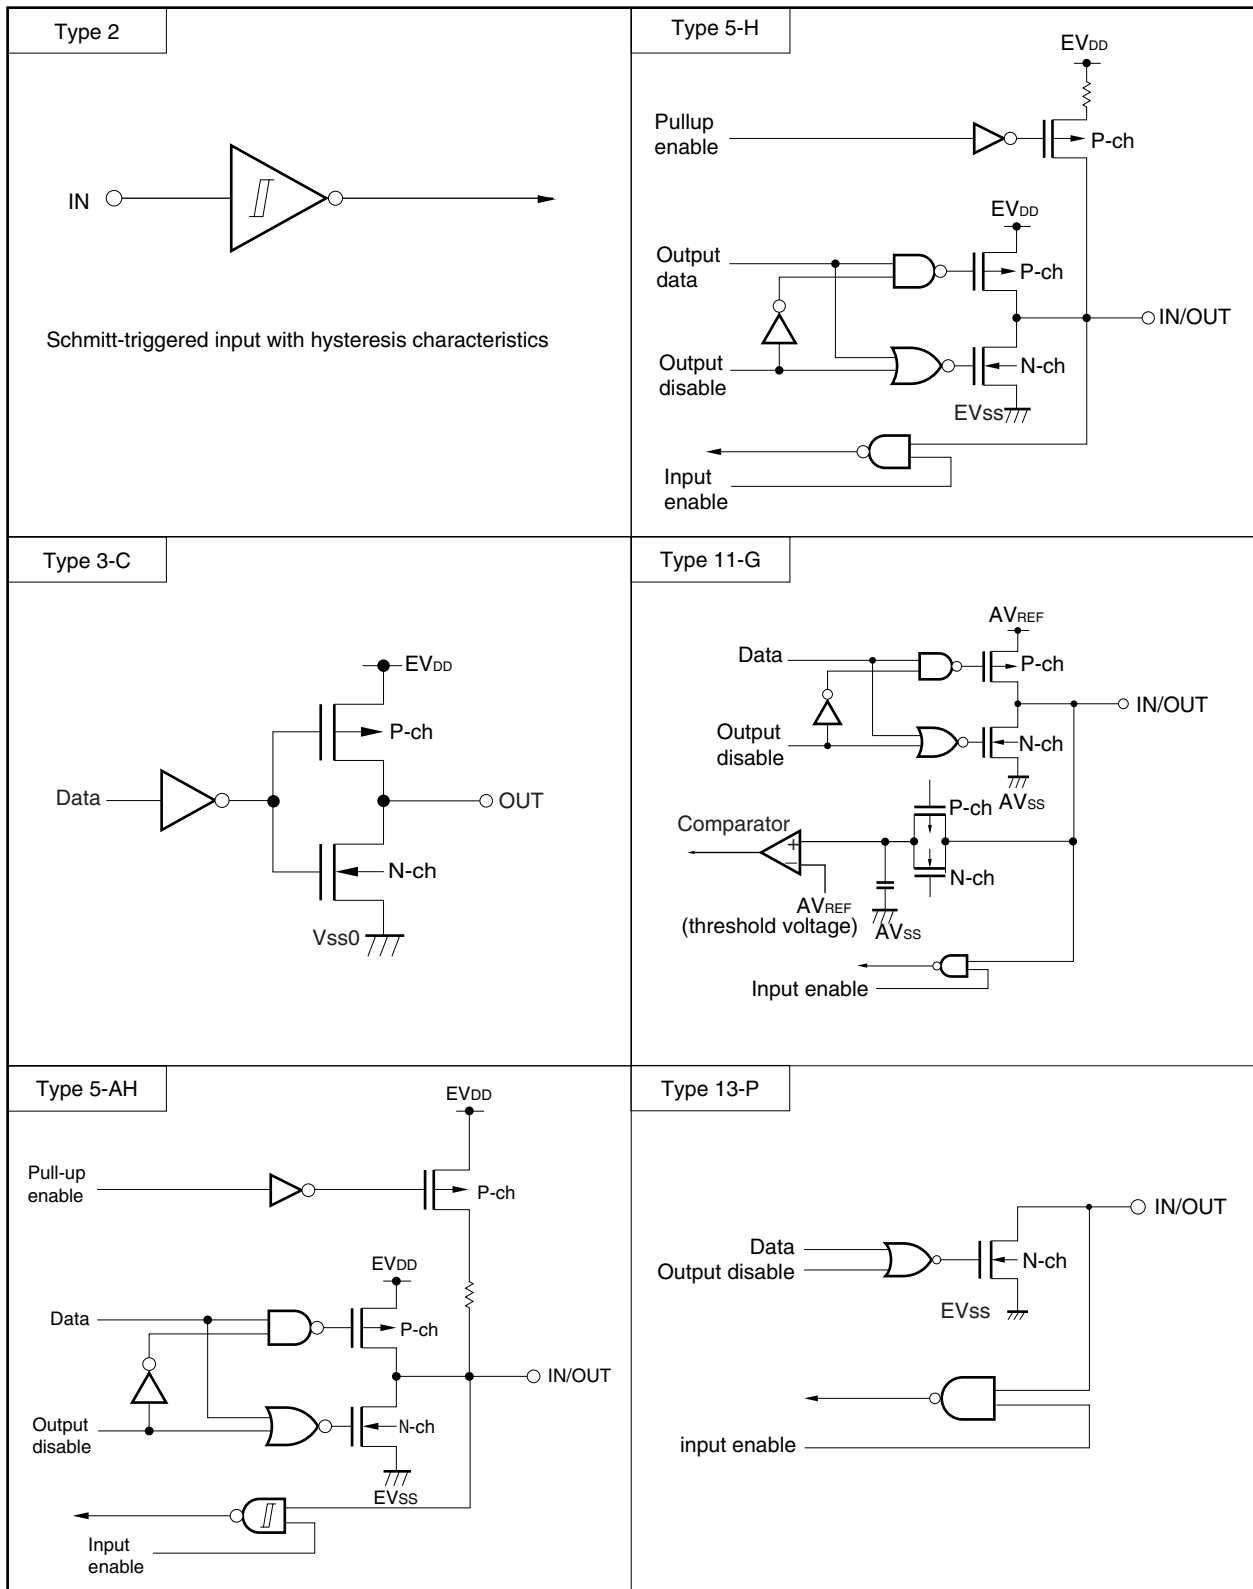 Type 2
IN
Schmitt-triggered input with hysteresis characteristics
Type 5-H
EVDD
Pullup
enable
P-ch
EVDD
Output
data
P-ch
IN/OUT
Output
disable
N-ch
EVSS
Input
enable
Type 3-C
EVDD
P-ch
Data
OUT
N-ch
VSS0
Type 11-G
AVREF
Data
P-ch
IN/OUT
Output
disable
N-ch
AVSS
P-ch
Comparator
+
−
N-ch
AVREF
(threshold voltage)
AVSS
Input enable
Type 5-AH
EVDD
Pull-up
enable
P-ch
EVDD
Data
P-ch
IN/OUT
Output
disable
N-ch
EVSS
Input
enable
Type 13-P
IN/OUT
Data
Output disable
N-ch
EVSS
input enable